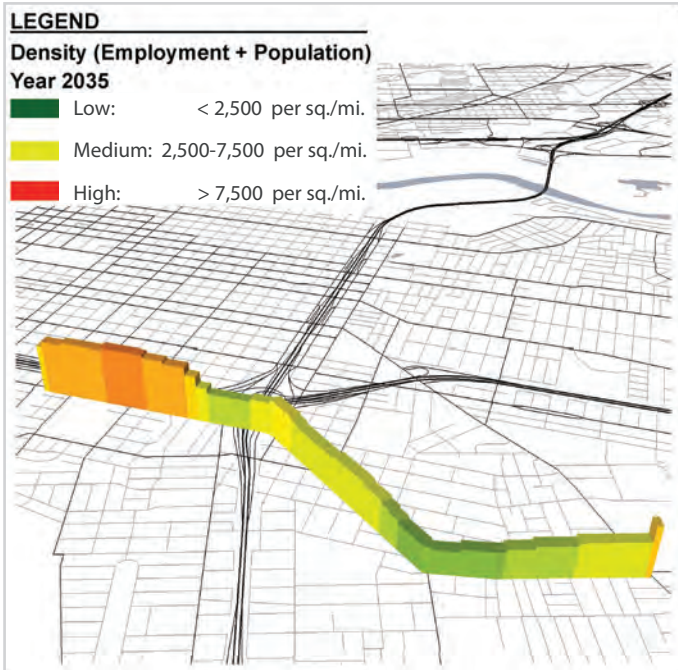 LEGEND
Density (Employment + Population)
Year 2035
Low: < 2,500 per sq./mi.
Medium: 2,500-7,500 per sq./mi.
High: > 7,500 per sq./mi.